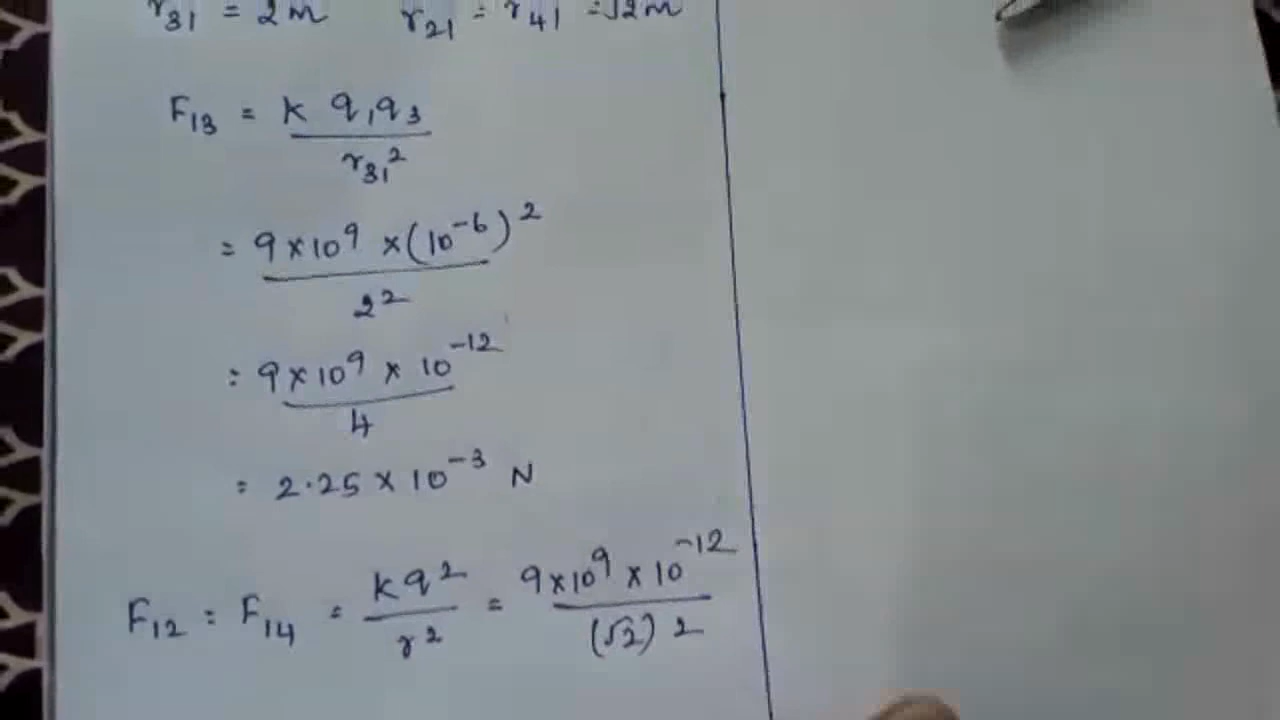 r₃₁ = 2m r₂₁ = r₄₁ = √2m
F₁₃ = k q₁q₃ / r₃₁²
= 9×10⁹ ×(10⁻⁶)² / 2²
= 9×10⁹ × 10⁻¹² / 4
= 2.25×10⁻³ N
F₁₂ = F₁₄ = kq² / r² = 9×10⁹ × 10⁻¹² / (√2)²